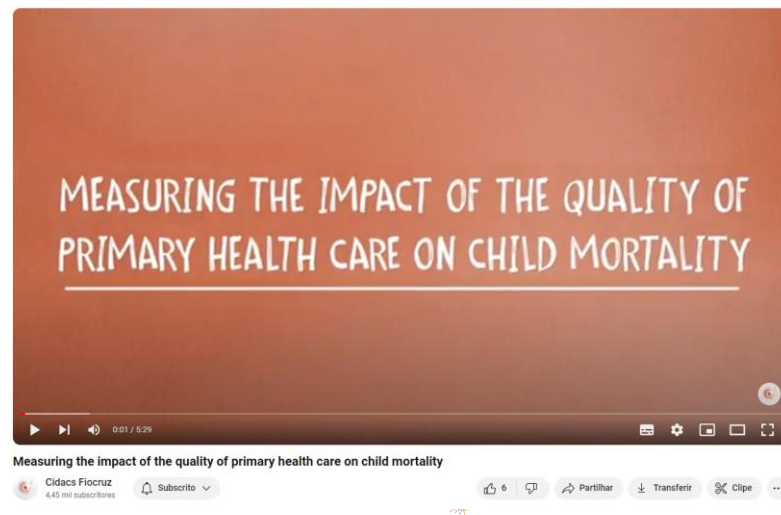 MEASURING THE IMPACT OF THE QUALITY OF
PRIMARY HEALTH CARE ON CHILD MORTALITY
0:01 / 5:29
Measuring the impact of the quality of primary health care on child mortality
Cidacs Fiocruz
4,45 mil subscritores
Subscrito
6
Partilhar
Transferir
Clipe